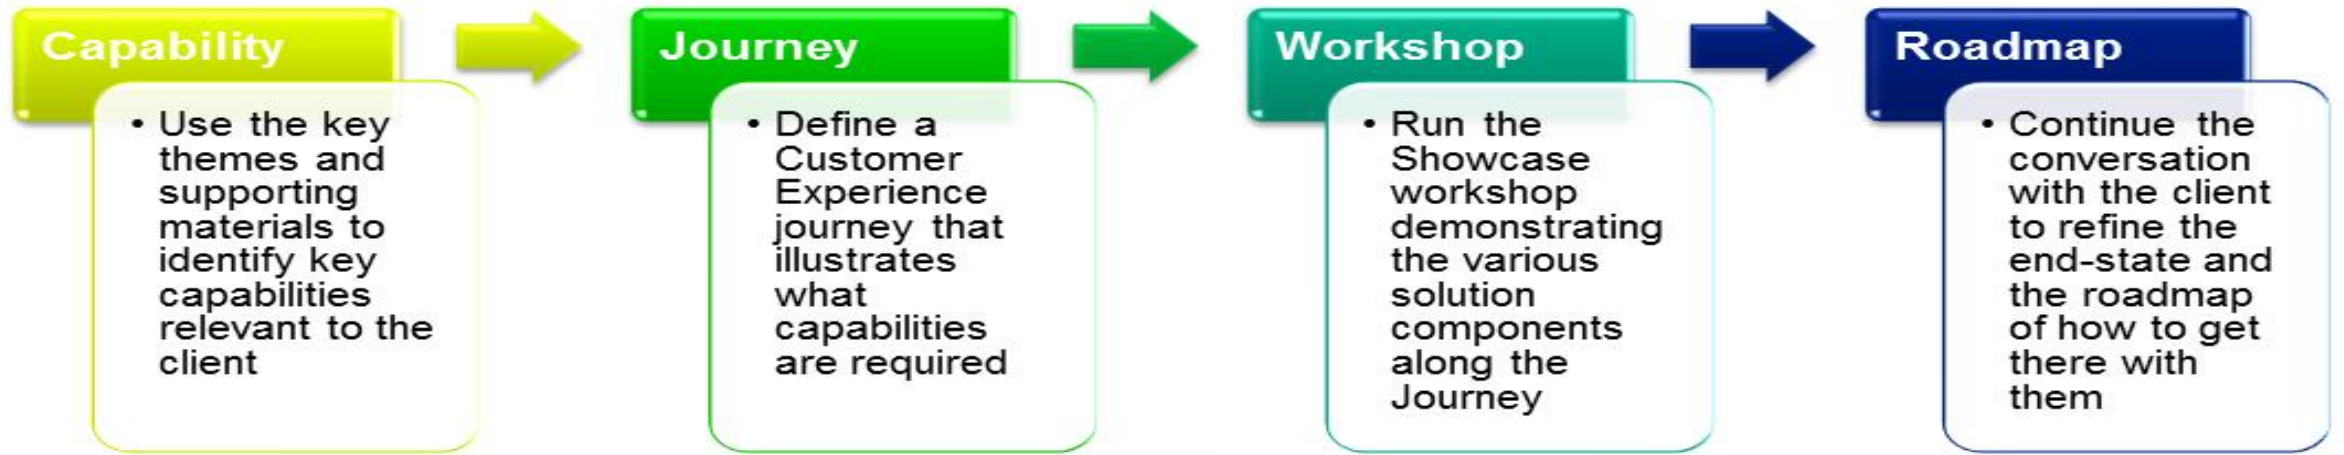 Capability
• Use the key
themes and
supporting
materials to
identify key
capabilities
relevant to the
client
Journey
• Define a
Customer
Experience
journey that
illustrates
what
capabilities
are required
Workshop
• Run the
Showcase
workshop
demonstrating
the various
solution
components
along the
Journey
Roadmap
• Continue the
conversation
with the client
to refine the
end-state and
the roadmap
of how to get
there with
them